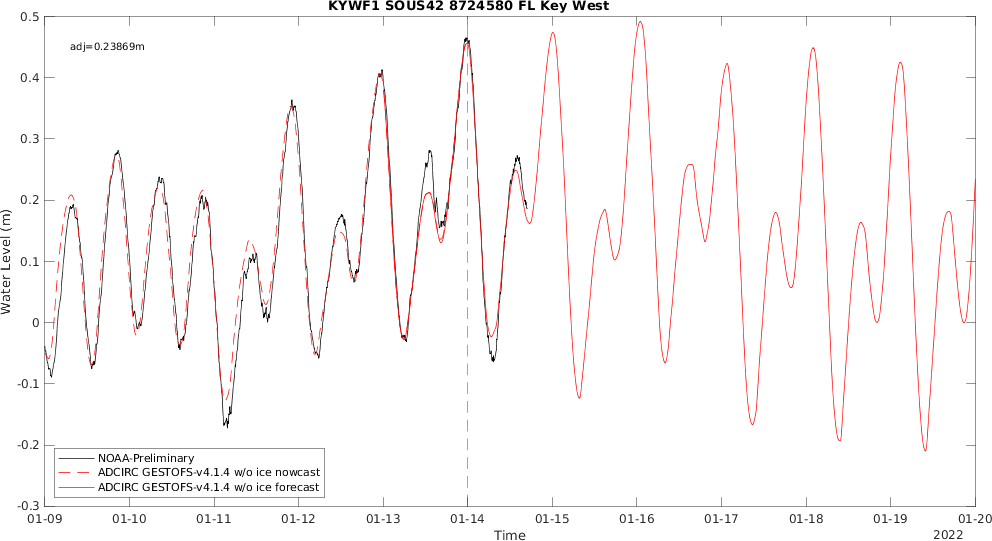 KYWF1 SOUS42 8724580 FL Key West
adj=0.23869m
0.5
0.4
0.3
0.2
0.1
0
-0.1
-0.2
-0.3
Water Level (m)
NOAA-Preliminary
ADCIRC GESTOFS-v4.1.4 w/o ice nowcast
ADCIRC GESTOFS-v4.1.4 w/o ice forecast
01-09 01-10 01-11 01-12 01-13 01-14 01-15 01-16 01-17 01-18 01-19 01-20
Time
2022